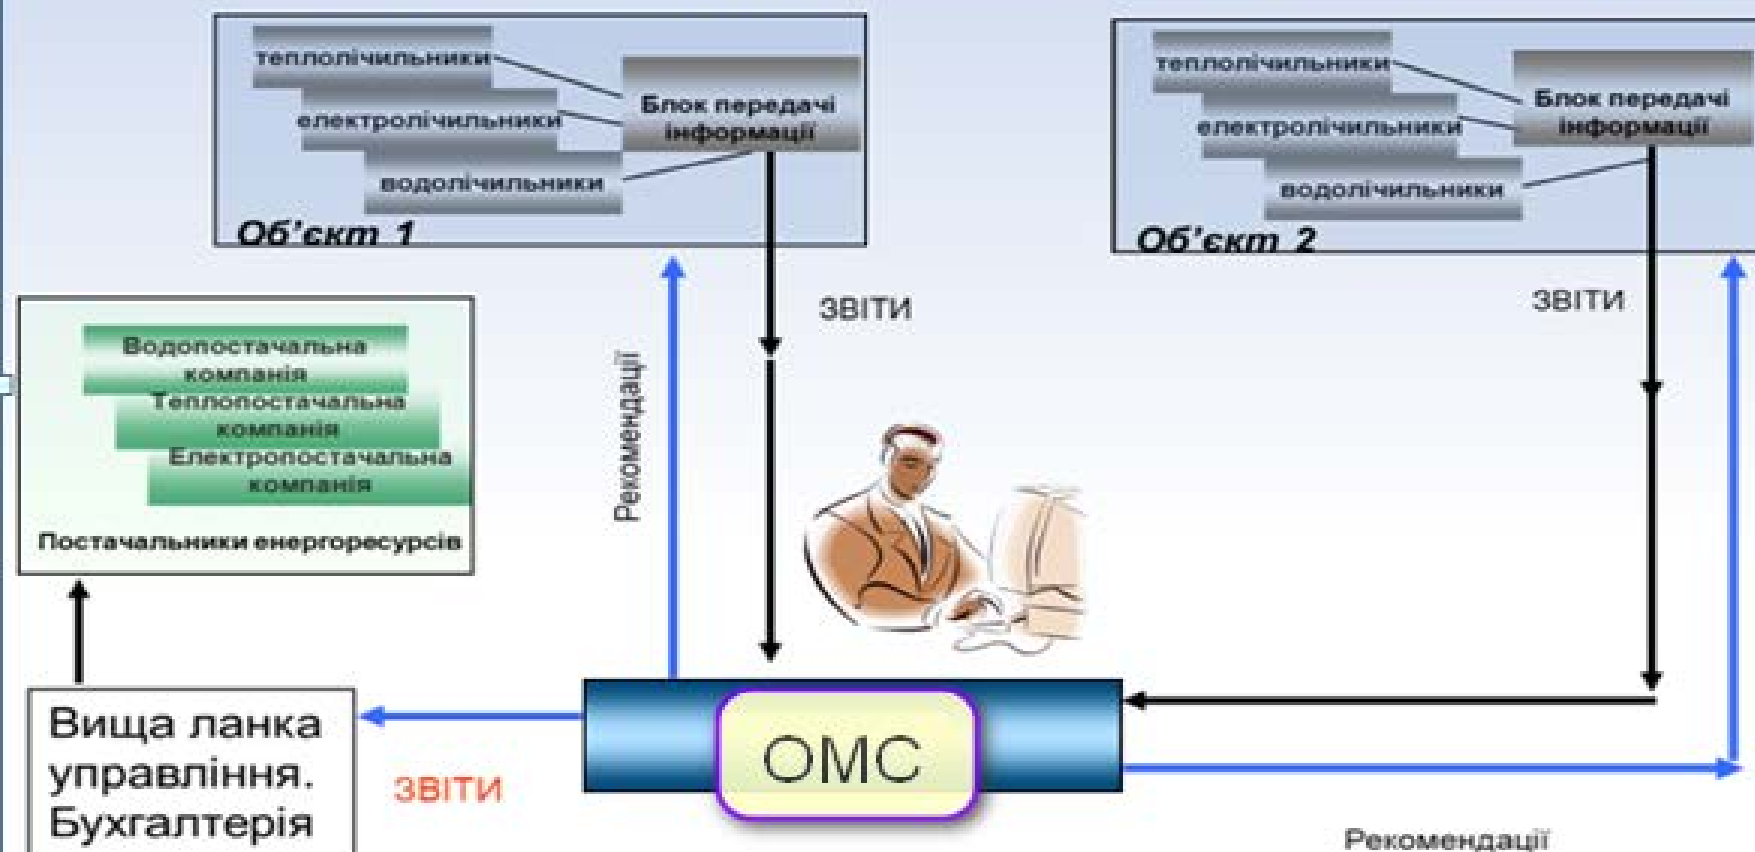 теплолічильники
електролічильники
водолічильники
Блок передачі
інформації
Об'єкт 1
теплолічильники
електролічильники
водолічильники
Блок передачі
інформації
Об'єкт 2
ЗВІТИ
ЗВІТИ
Рекомендації
Водопостачальна
компанія
Теплопостачальна
компанія
Електропостачальна
компанія
Постачальники енергоресурсів
Вища ланка
управління.
Бухгалтерія
ЗВІТИ
ОМС
Рекомендації